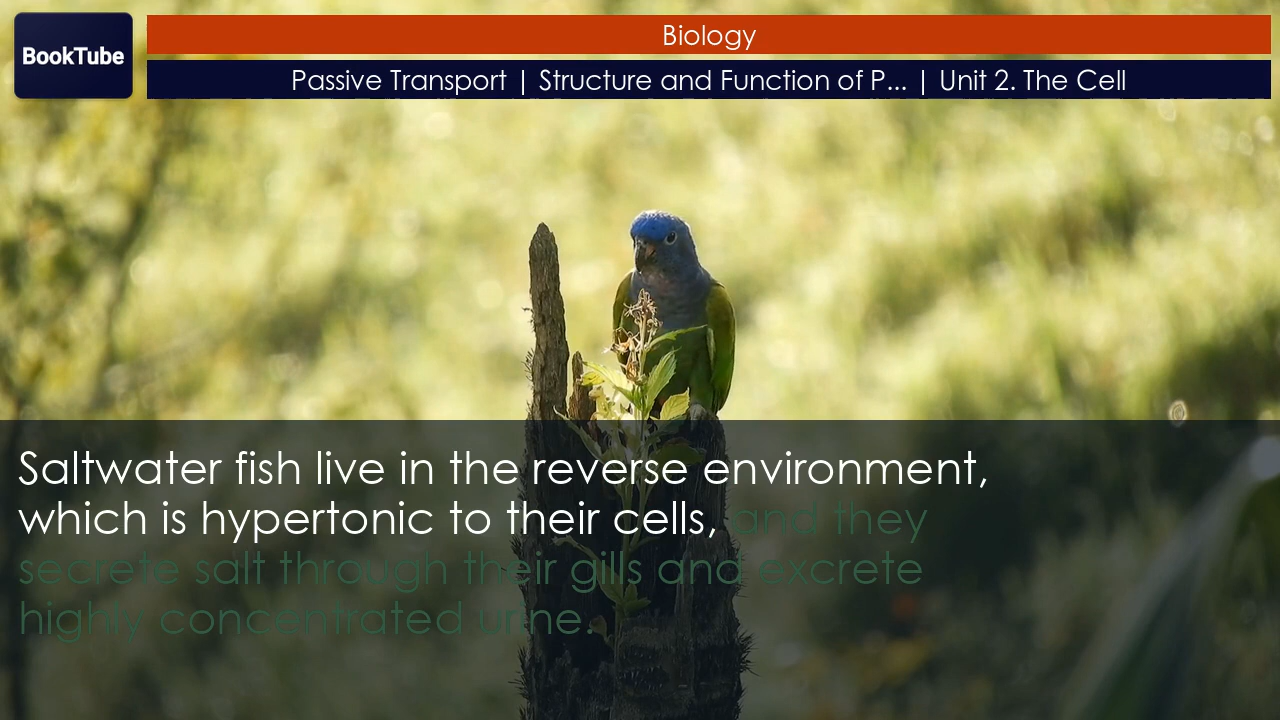 BookTube
Biology
Passive Transport | Structure and Function of P... | Unit 2. The Cell
Saltwater fish live in the reverse environment,
which is hypertonic to their cells, and they
secrete salt through their gills and excrete
highly concentrated urine.